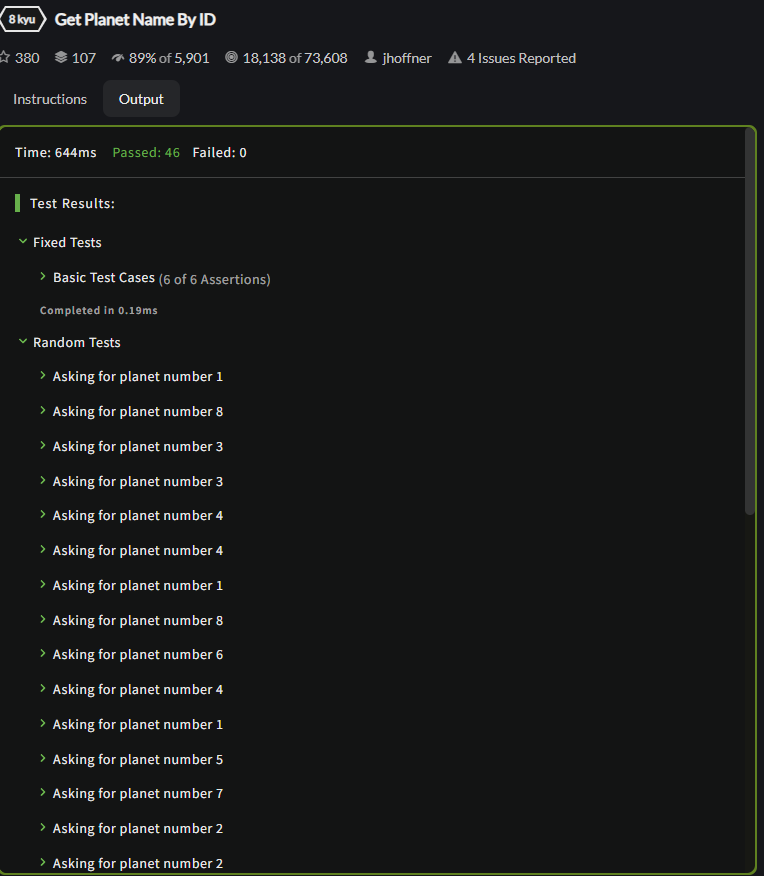 8 kyu Get Planet Name By ID
380 107 89% of 5,901 18,138 of 73,608 jhoffner 4 Issues Reported
Instructions Output
Time: 644ms Passed: 46 Failed: 0
Test Results:
Fixed Tests
Basic Test Cases (6 of 6 Assertions)
Completed in 0.19ms
Random Tests
Asking for planet number 1
Asking for planet number 8
Asking for planet number 3
Asking for planet number 3
Asking for planet number 4
Asking for planet number 4
Asking for planet number 1
Asking for planet number 8
Asking for planet number 6
Asking for planet number 4
Asking for planet number 1
Asking for planet number 5
Asking for planet number 7
Asking for planet number 2
Asking for planet number 2